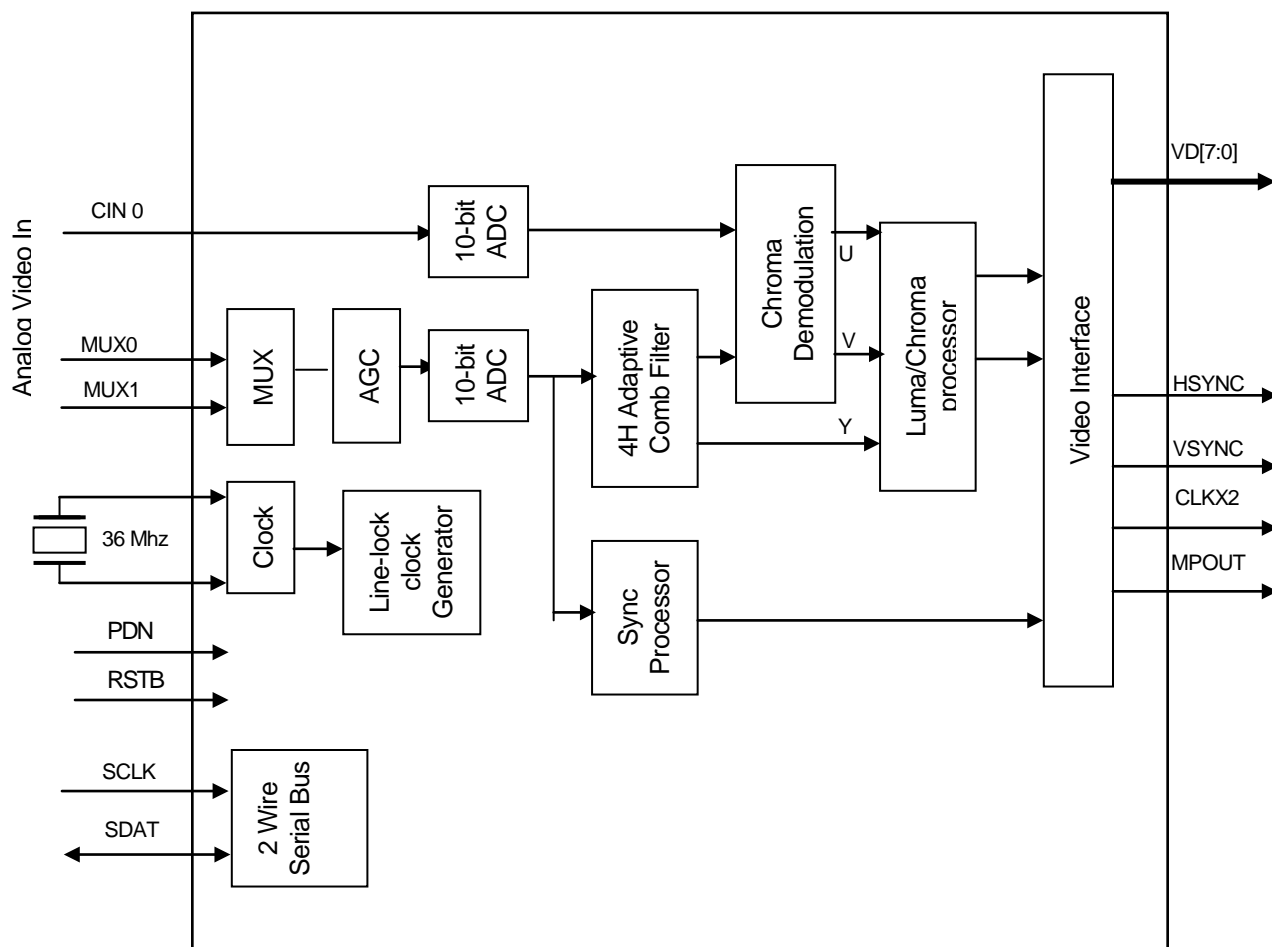 Analog Video In
CIN 0
MUX0
MUX1
36 Mhz
PDN
RSTB
SCLK
SDAT
MUX
AGC
10-bit
ADC
10-bit
ADC
Clock
Line-lock
clock
Generator
2 Wire
Serial Bus
4H Adaptive
Comb Filter
Sync
Processor
Chroma
Demodulation
U
V
Y
Luma/Chroma
processor
Video Interface
VD[7:0]
HSYNC
VSYNC
CLKX2
MPOUT